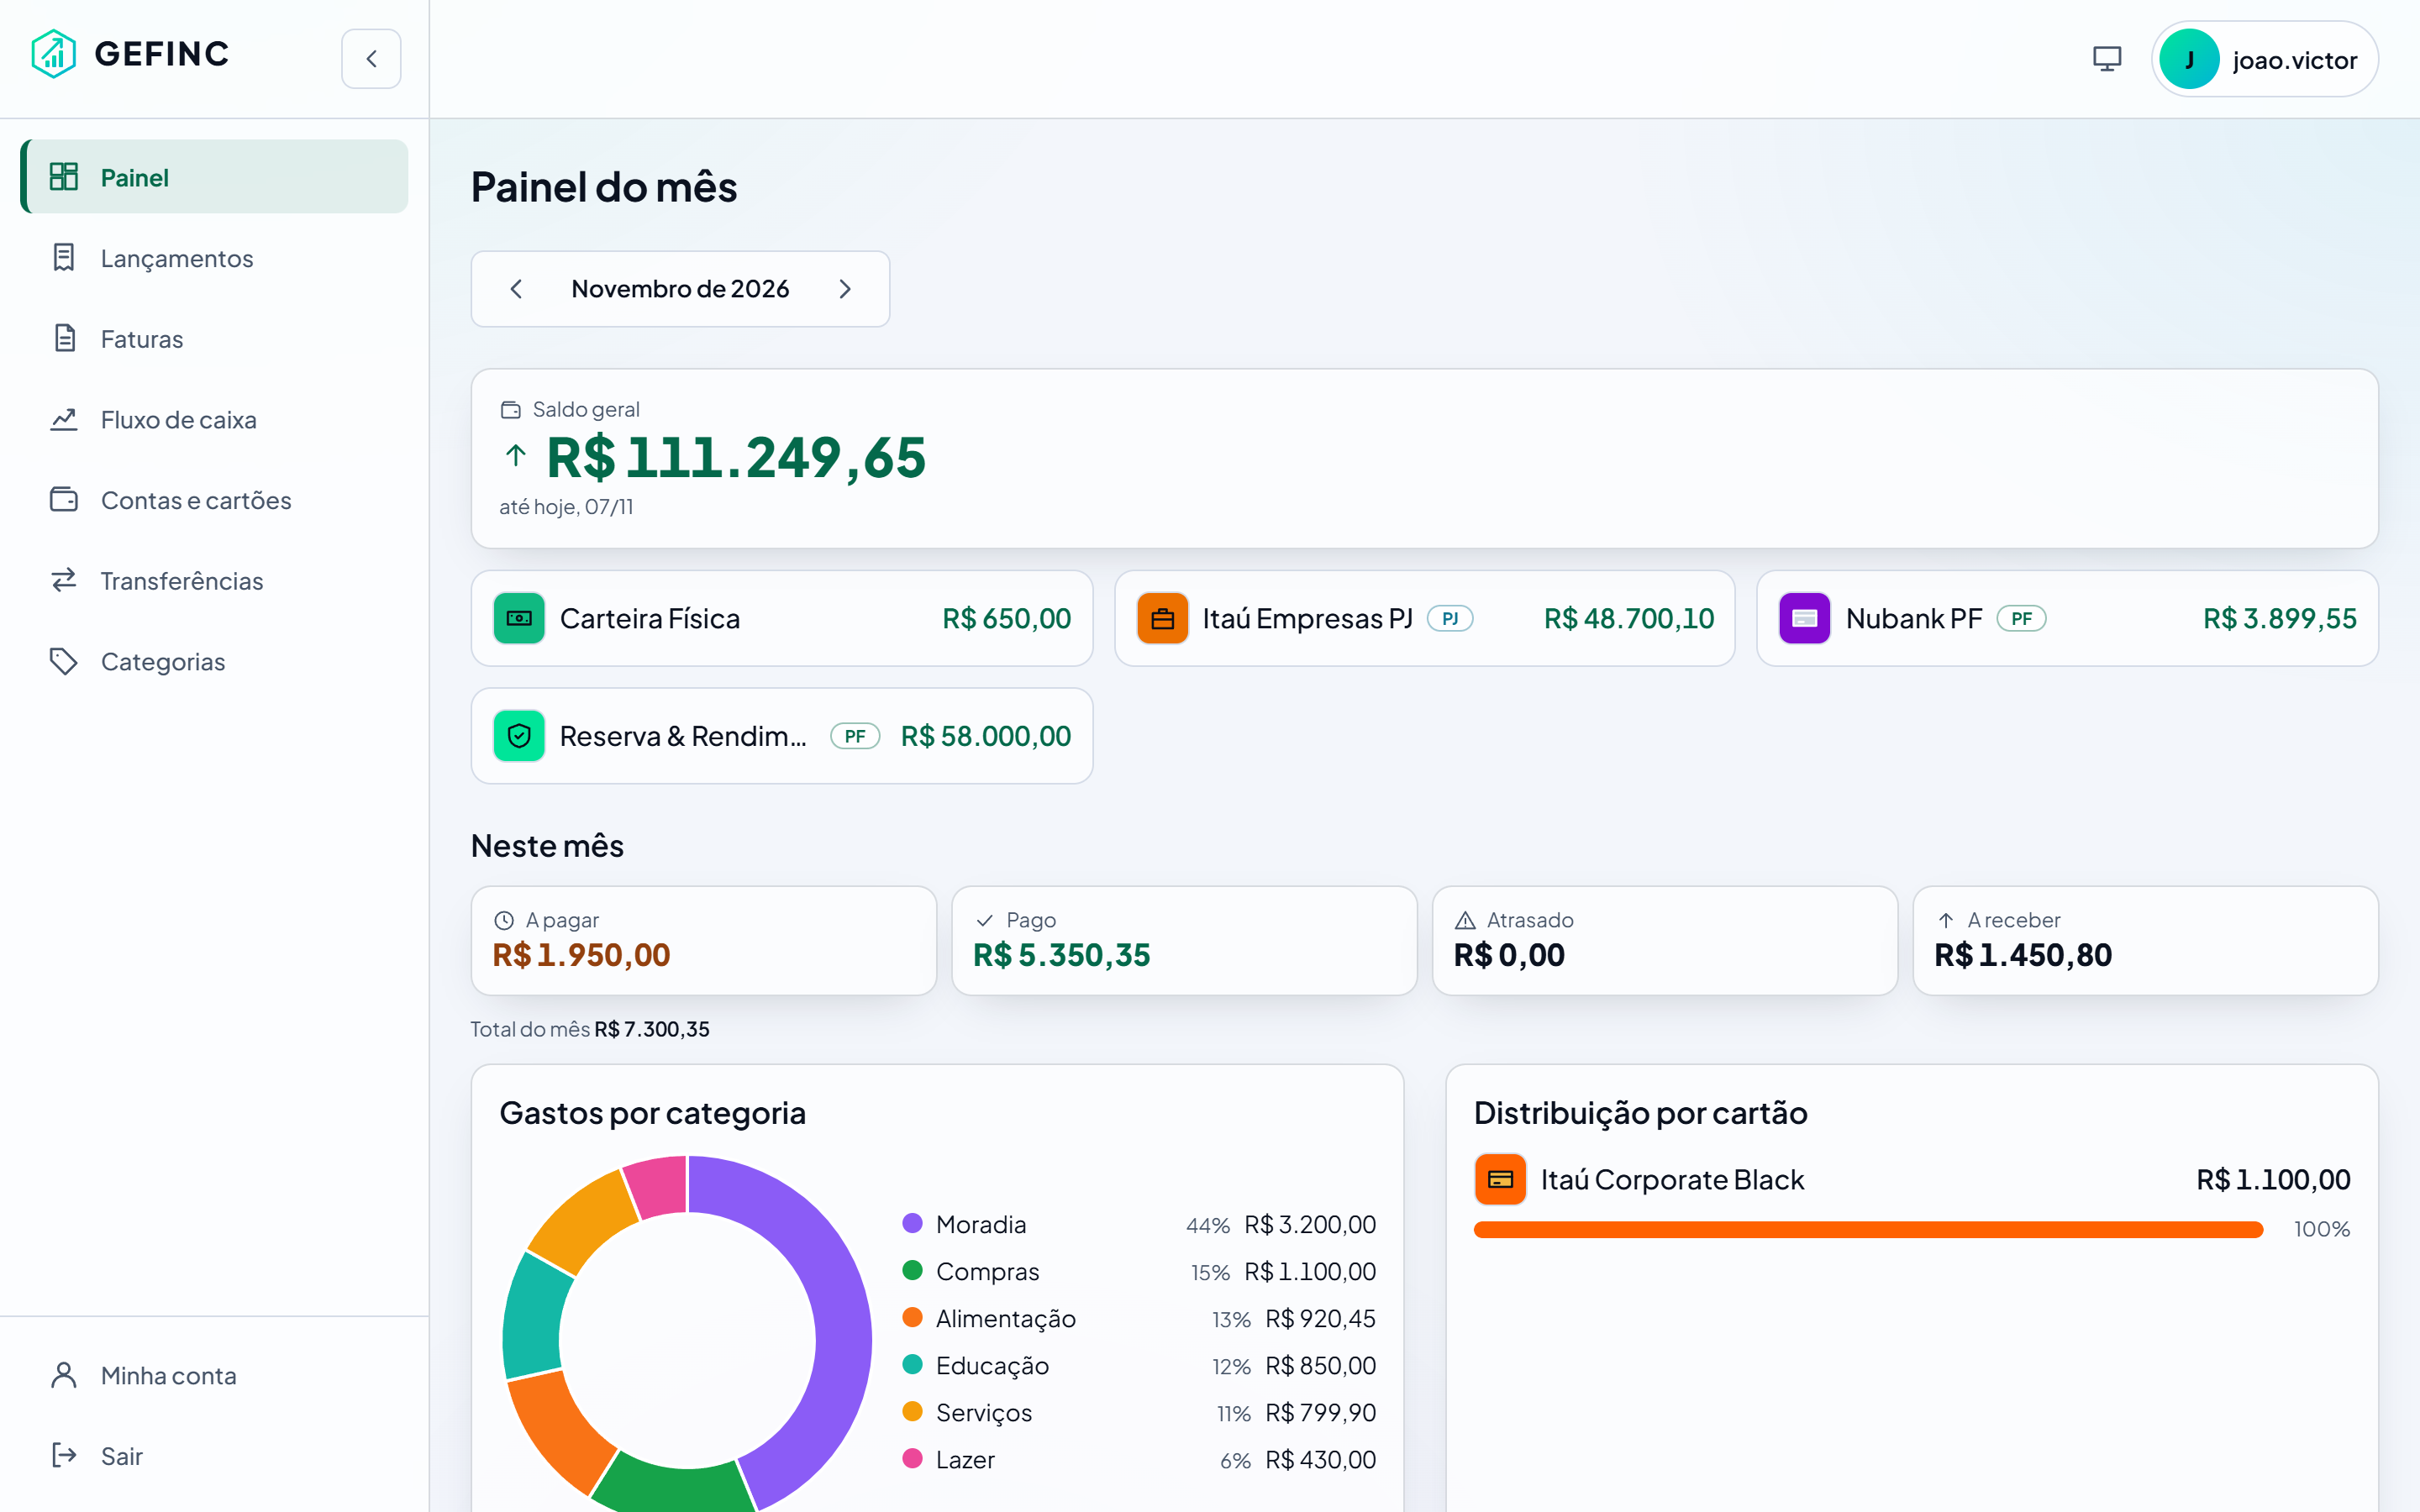 GEFINC
J joao.victor
Painel
Lançamentos
Faturas
Fluxo de caixa
Contas e cartões
Transferências
Categorias
Minha conta
Sair
Painel do mês
Novembro de 2026
Saldo geral
R$ 111.249,65
até hoje, 07/11
Carteira Física R$ 650,00
Itaú Empresas PJ PJ R$ 48.700,10
Nubank PF PF R$ 3.899,55
Reserva & Rendim... PF R$ 58.000,00
Neste mês
A pagar
R$ 1.950,00
Pago
R$ 5.350,35
Atrasado
R$ 0,00
A receber
R$ 1.450,80
Total do mês R$ 7.300,35
Gastos por categoria
Moradia 44% R$ 3.200,00
Compras 15% R$ 1.100,00
Alimentação 13% R$ 920,45
Educação 12% R$ 850,00
Serviços 11% R$ 799,90
Lazer 6% R$ 430,00
Distribuição por cartão
Itaú Corporate Black R$ 1.100,00
100%